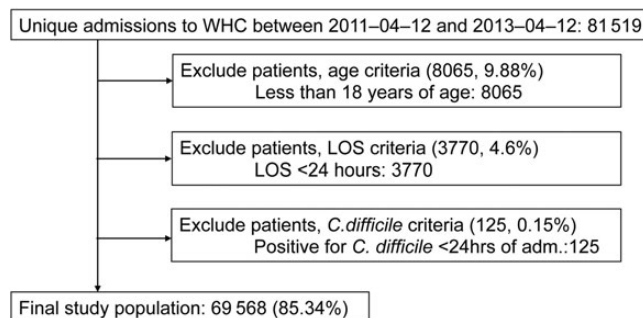 Unique admissions to WHC between 2011–04–12 and 2013–04–12: 81 519
Exclude patients, age criteria (8065, 9.88%)
Less than 18 years of age: 8065
Exclude patients, LOS criteria (3770, 4.6%)
LOS <24 hours: 3770
Exclude patients, C.difficile criteria (125, 0.15%)
Positive for C. difficile <24hrs of adm.:125
Final study population: 69 568 (85.34%)